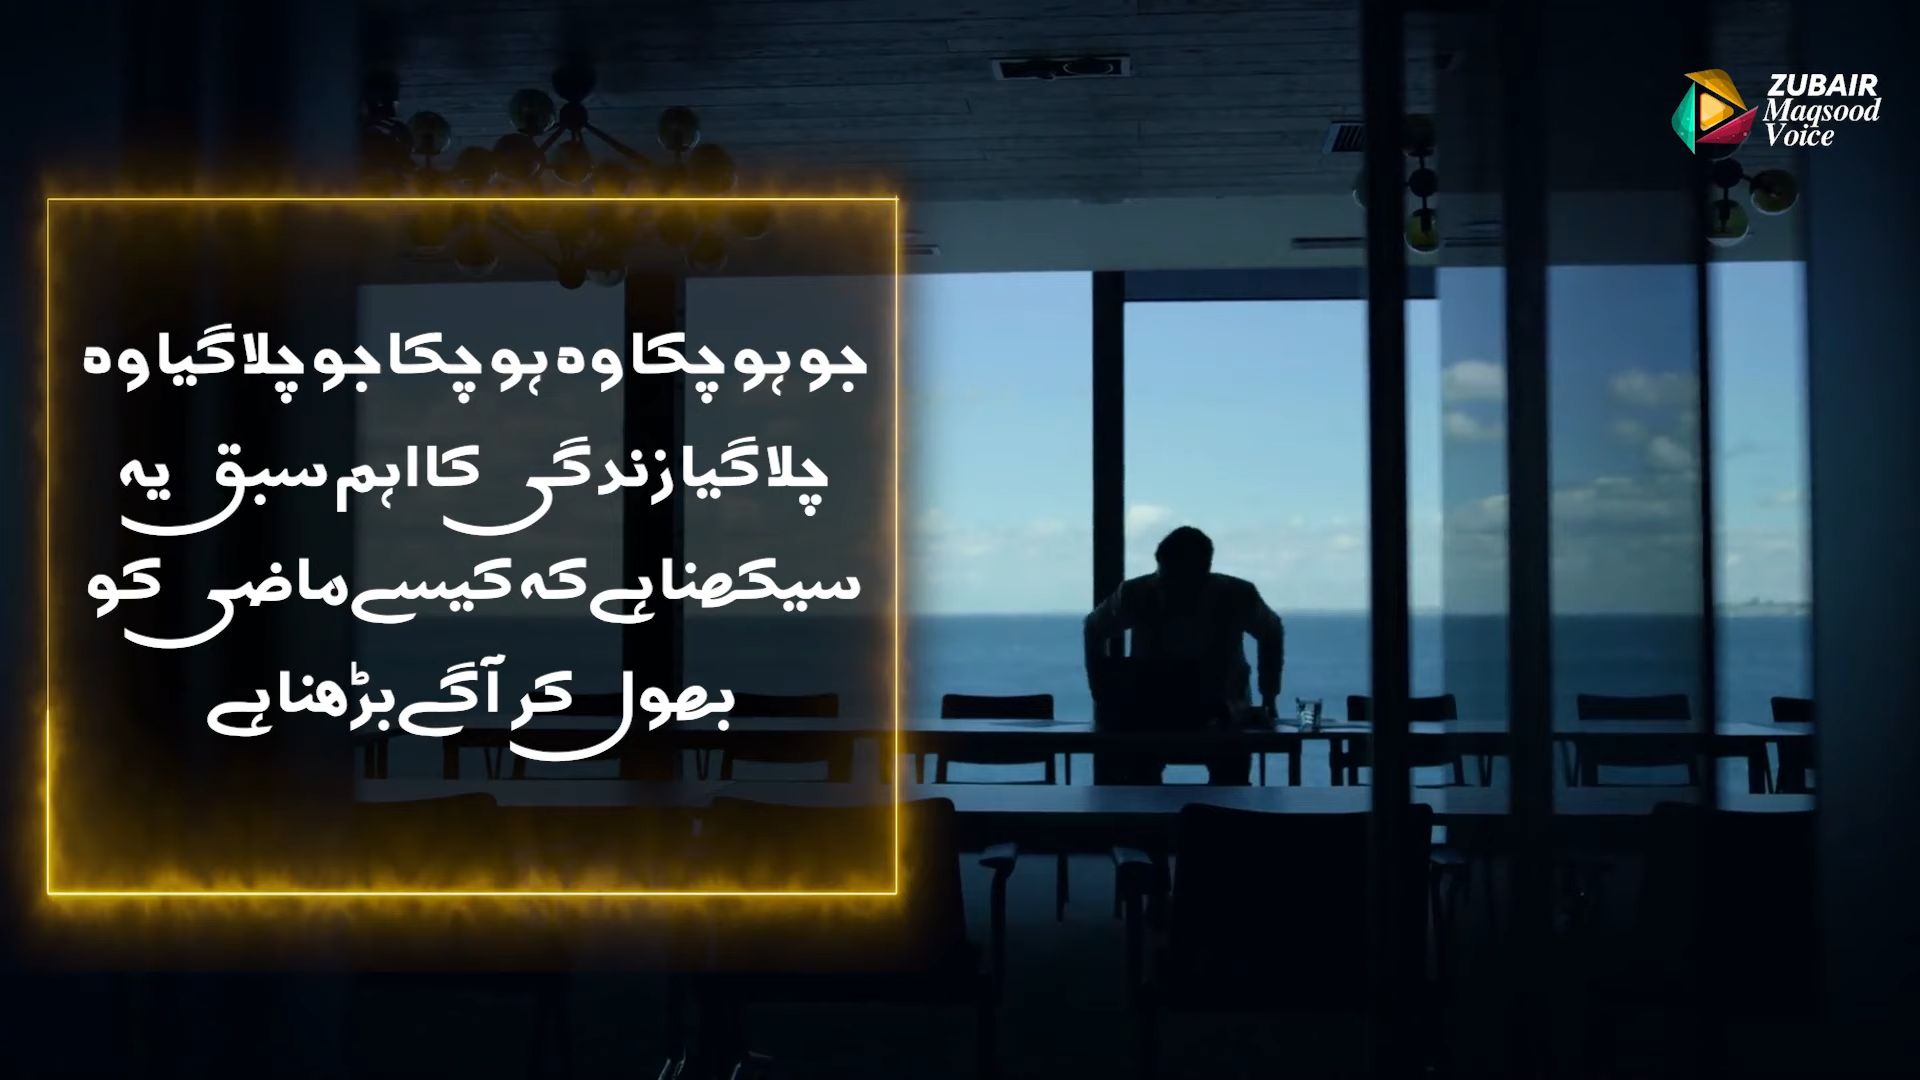 ZUBAIR
Maqsood
Voice
جو ہو چکا وہ ہو چکا جو چلا گیا وہ
چلا گیا زندگی کا اہم سبق یہ
سیکھنا ہے کہ کیسے ماضی کو
بھول کر آگے بڑھنا ہے